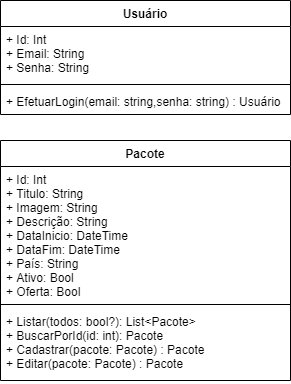 Usuário
+ Id: Int
+ Email: String
+ Senha: String
+ EfetuarLogin(email: string,senha: string) : Usuário
Pacote
+ Id: Int
+ Titulo: String
+ Imagem: String
+ Descrição: String
+ DataInicio: DateTime
+ DataFim: DateTime
+ País: String
+ Ativo: Bool
+ Oferta: Bool
+ Listar(todos: bool?): List<Pacote>
+ BuscarPorId(id: int): Pacote
+ Cadastrar(pacote: Pacote) : Pacote
+ Editar(pacote: Pacote) : Pacote